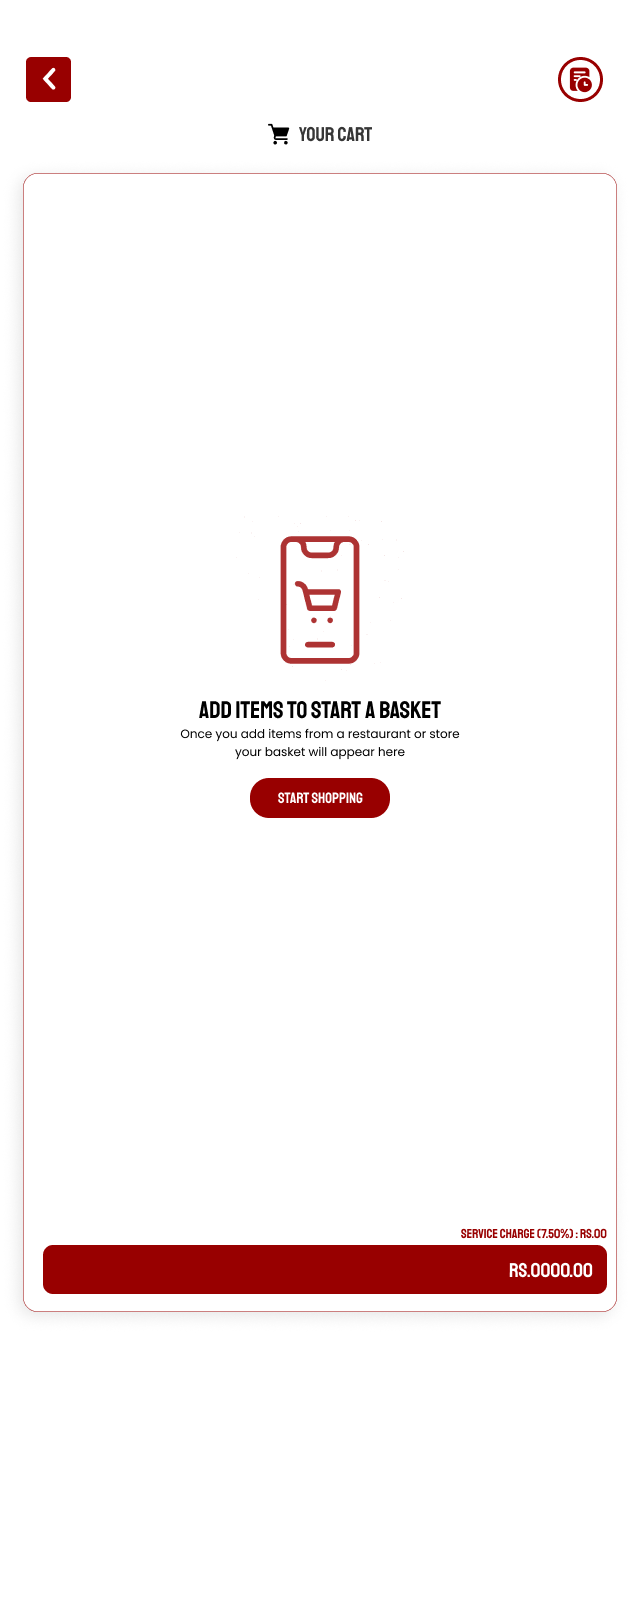 YOUR CART
ADD ITEMS TO START A BASKET
Once you add items from a restaurant or store
your basket will appear here
START SHOPPING
SERVICE CHARGE (7.50%) : RS.00
RS.0000.00